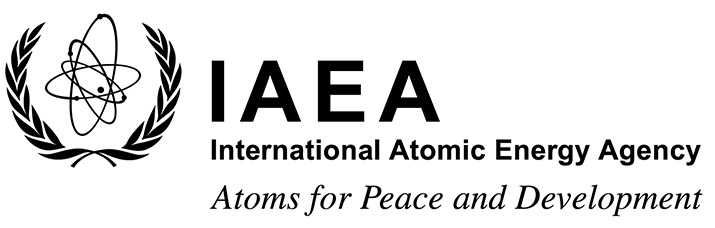 IAEA
International Atomic Energy Agency
Atoms for Peace and Development